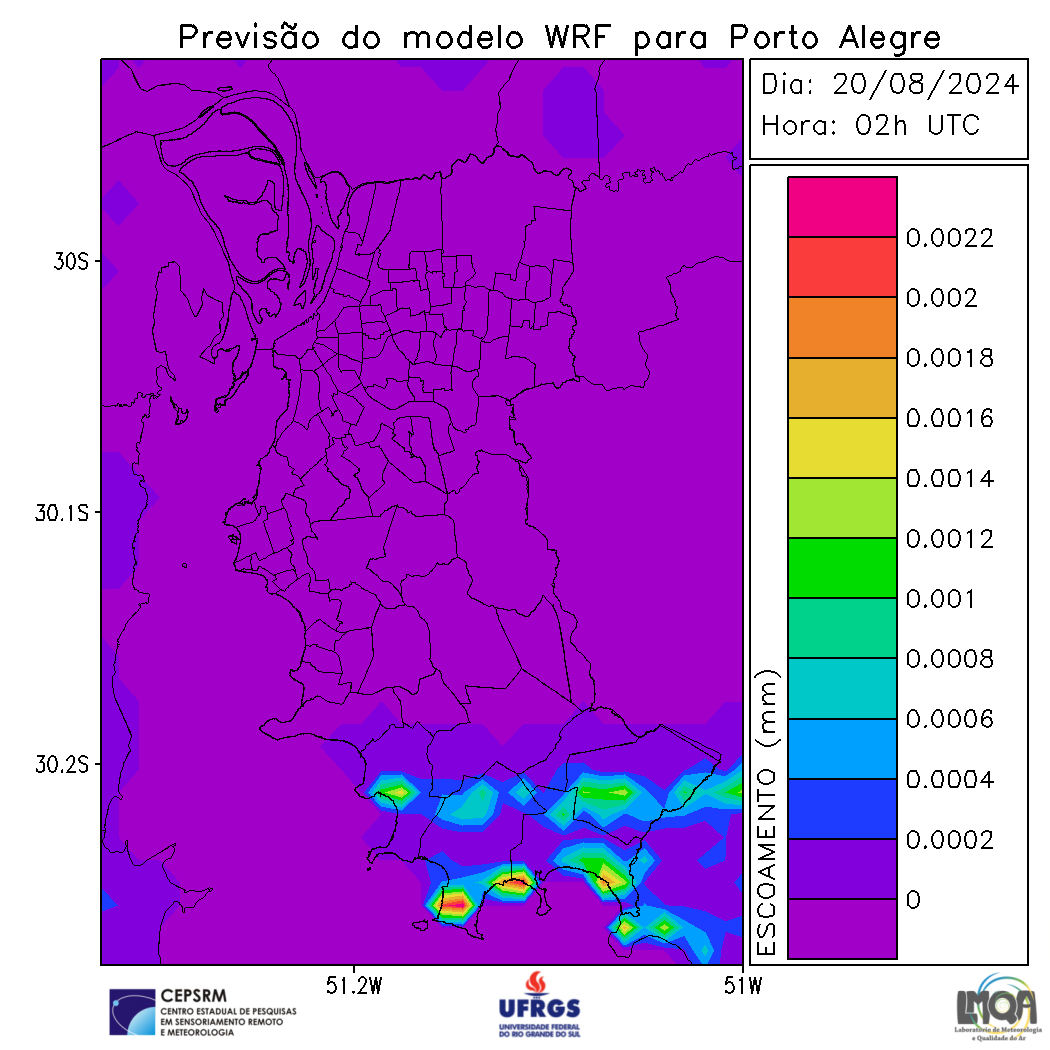 Previsão do modelo WRF para Porto Alegre
Dia: 20/08/2024
Hora: 02h UTC
0.0022
0.002
0.0018
0.0016
0.0014
0.0012
0.001
0.0008
0.0006
0.0004
0.0002
0
ESCOAMENTO (mm)
30S
30.1S
30.2S
51.2W
51W
CEPSRM
CENTRO ESTADUAL DE PESQUISAS
EM SENSORIAMENTO REMOTO
E METEOROLOGIA
UFRGS
UNIVERSIDADE FEDERAL
DO RIO GRANDE DO SUL
LMQA
Laboratório de Meteorologia
e Qualidade do Ar